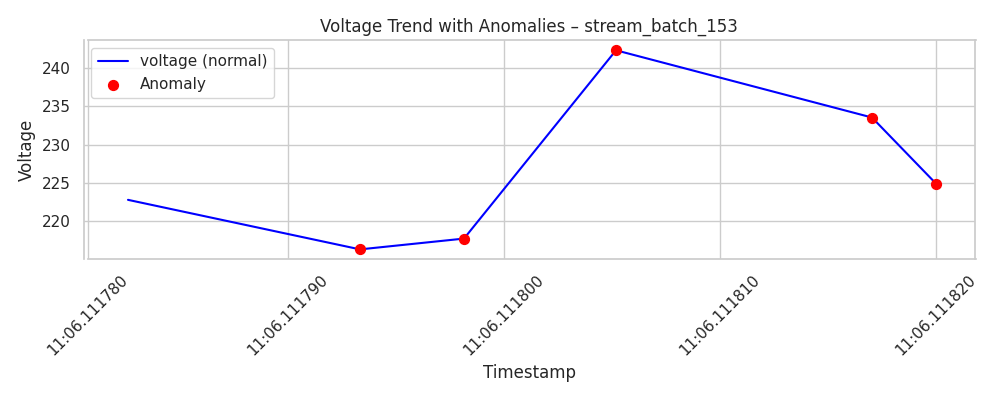 Voltage Trend with Anomalies – stream_batch_153
voltage (normal)
Anomaly
Voltage
240
235
230
225
220
11:06.111780
11:06.111790
11:06.111800
11:06.111810
11:06.111820
Timestamp